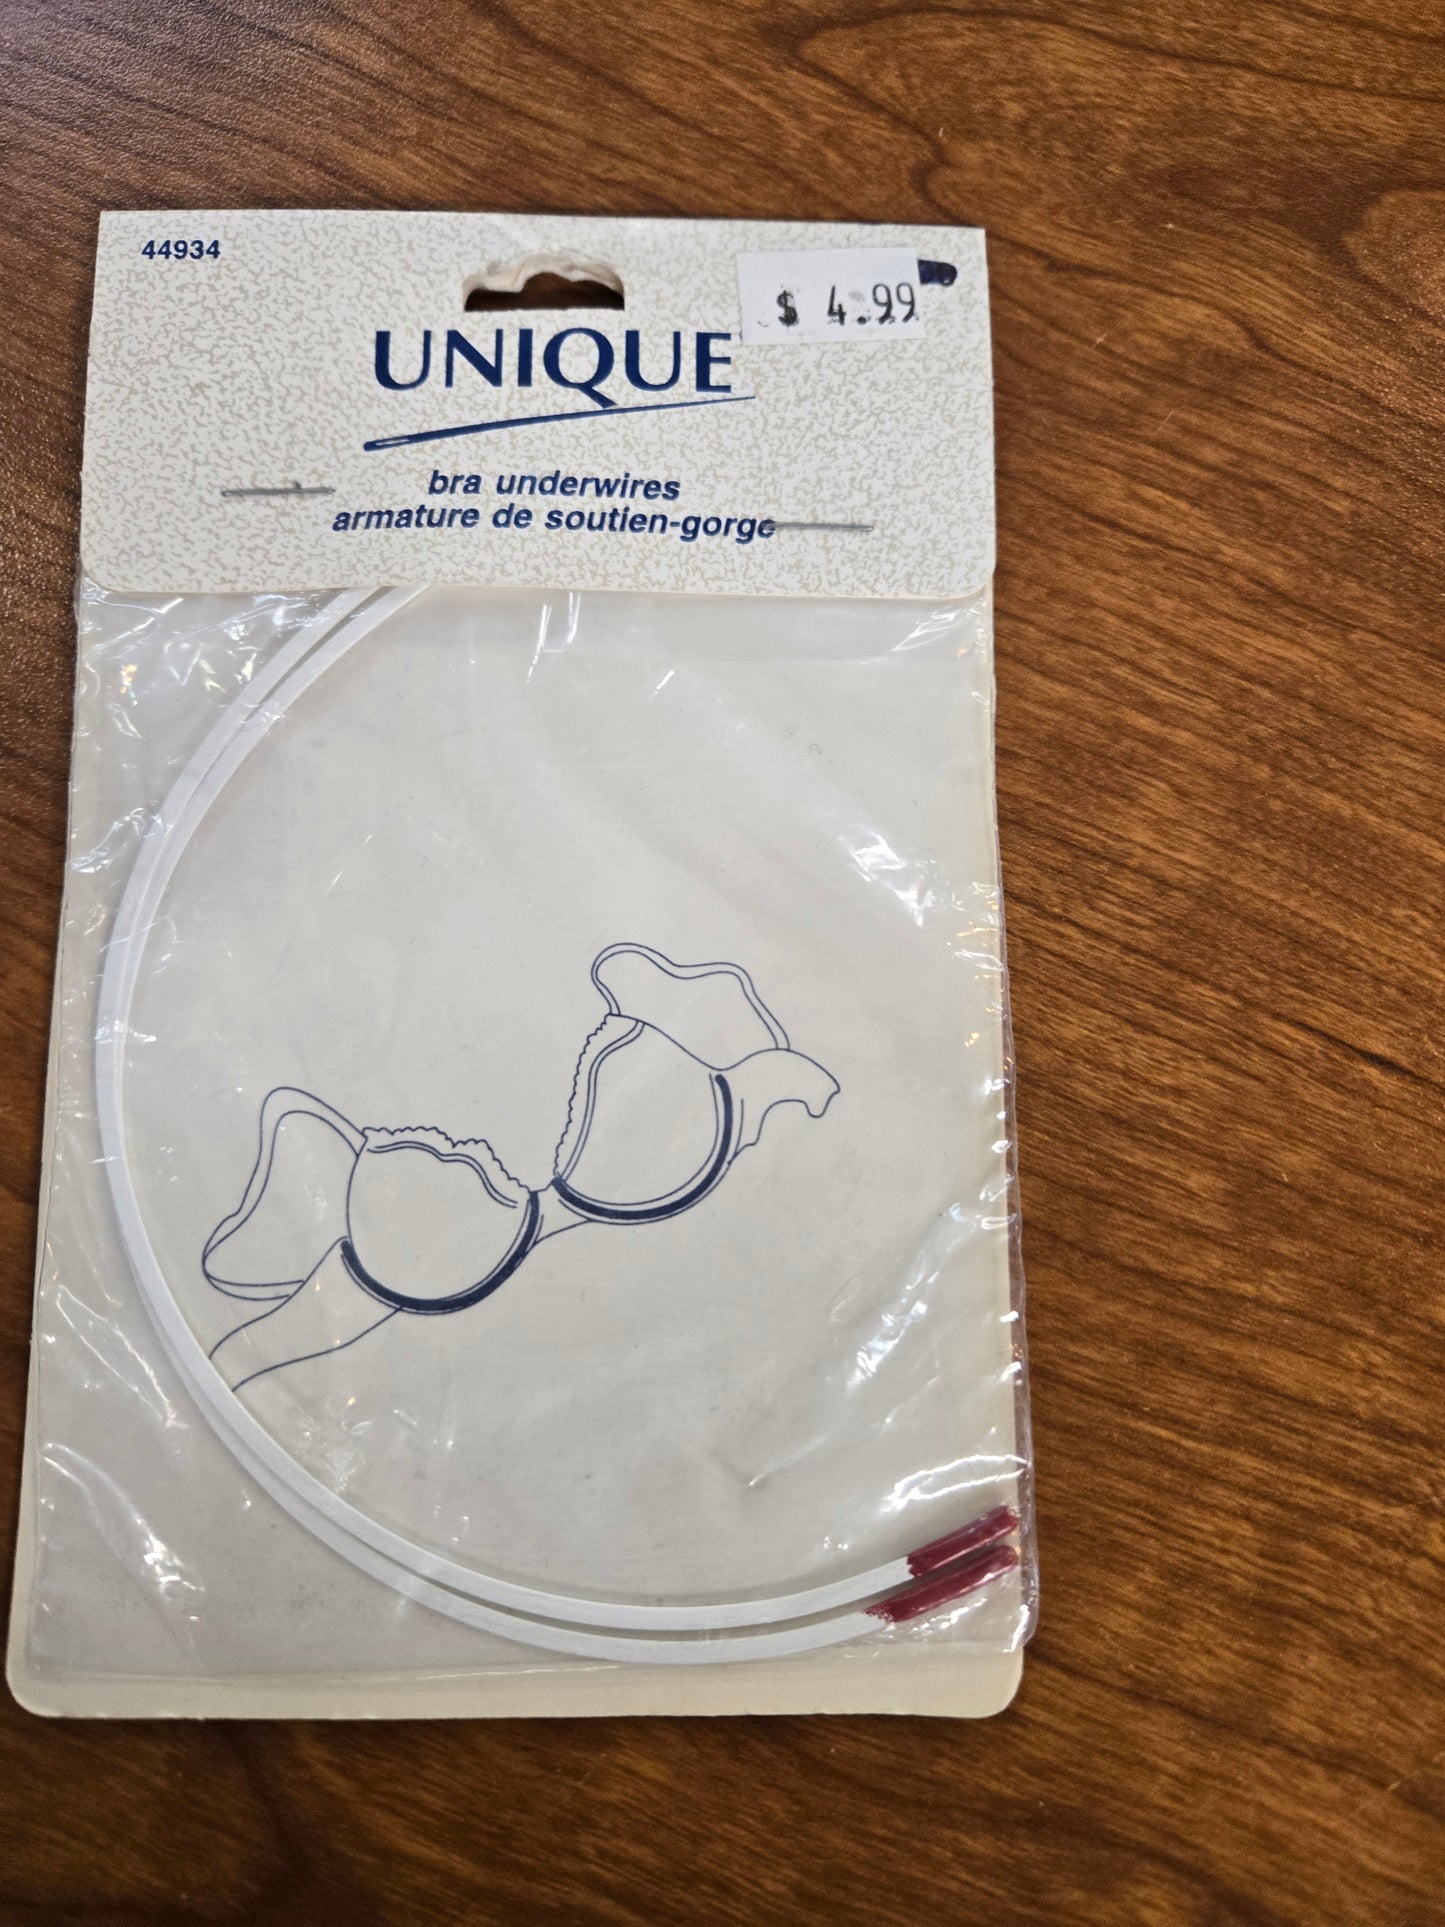 44934
$ 4.99
UNIQUE
bra underwires
armature de soutien-gorge